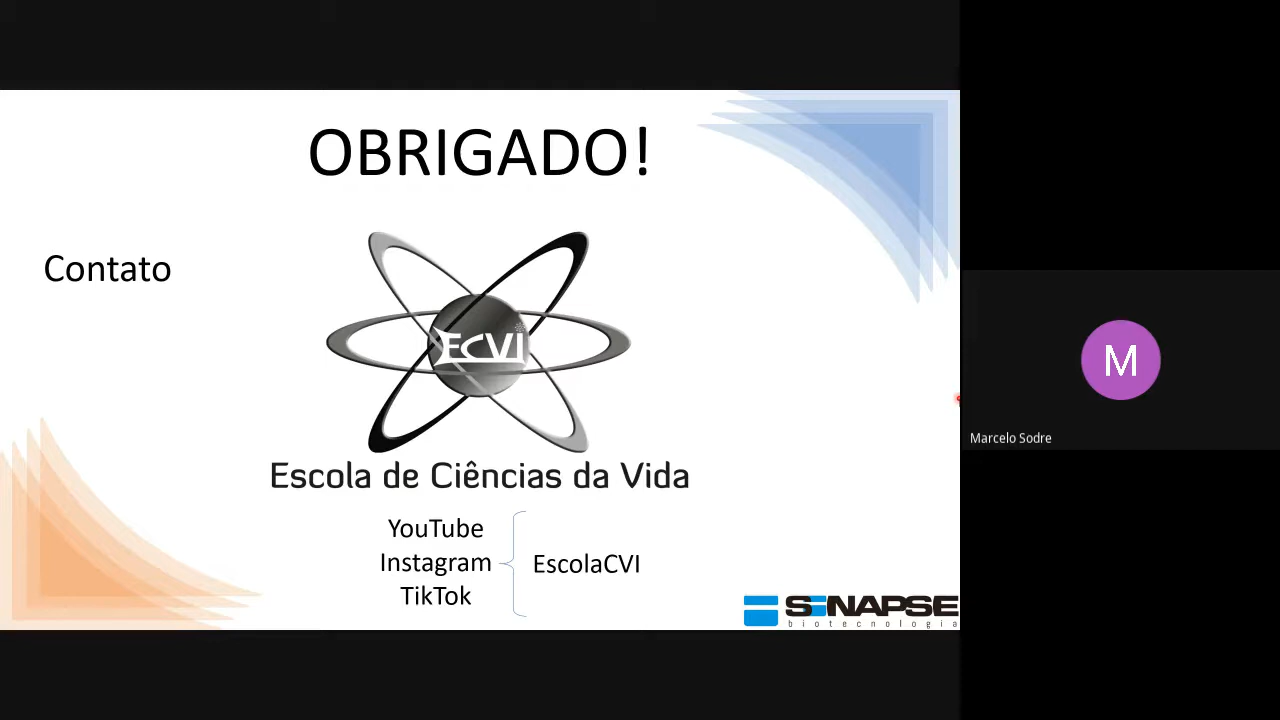 OBRIGADO!
Contato
ECVI
Escola de Ciências da Vida
YouTube
Instagram
TikTok
EscolaCVI
SINAPSE
biotecnologia
M
Marcelo Sodre